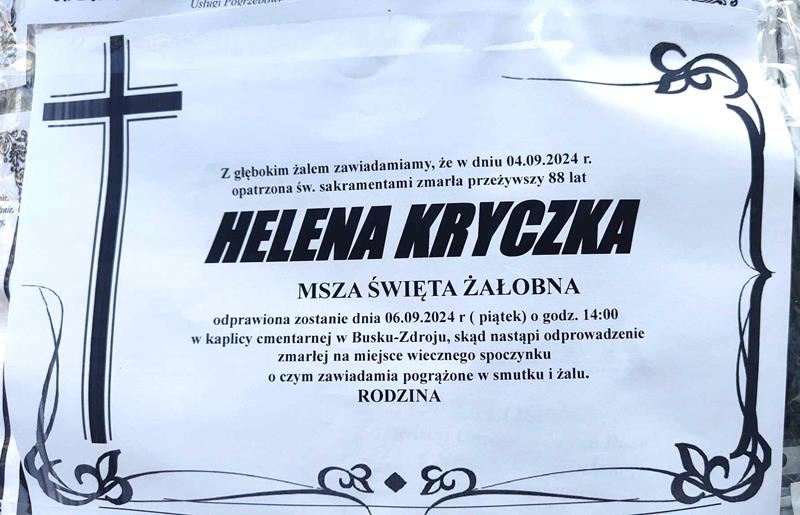 Usługi Pogrzebowe
Z głębokim żalem zawiadamiamy, że w dniu 04.09.2024 r.
opatrzona św. sakramentami zmarła przeżywszy 88 lat
HELENA KRYCZKA
MSZA ŚWIĘTA ŻAŁOBNA
odprawiona zostanie dnia 06.09.2024 r ( piątek) o godz. 14:00
w kaplicy cmentarnej w Busku-Zdroju, skąd nastąpi odprowadzenie
zmarłej na miejsce wiecznego spoczynku
o czym zawiadamia pogrążone w smutku i żalu.
RODZINA